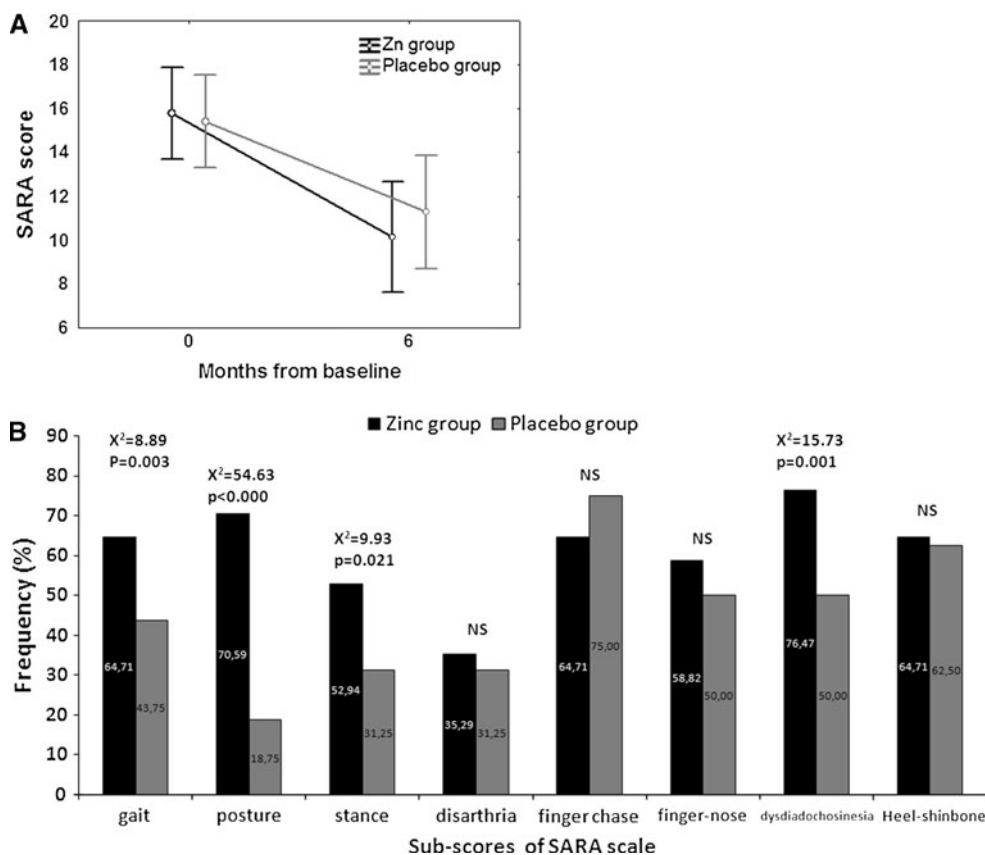 A
20
18
16
14
12
10
8
6
SARA score
Zn group
Placebo group
0 6
Months from baseline
B
Zinc group Placebo group
90
80
70
60
50
40
30
20
10
0
Frequency (%)
X²=8.89
P=0.003
X²=54.63
p<0.000
X²=9.93
p=0.021
NS
NS
NS
X²=15.73
p=0.001
NS
64,71
43,75
70,59
18,75
52,94
31,25
35,29
31,25
64,71
75,00
58,82
50,00
76,47
50,00
64,71
62,50
gait posture stance disarthria finger chase finger-nose dysdiadochosinesia Heel-shinbone
Sub-scores of SARA scale